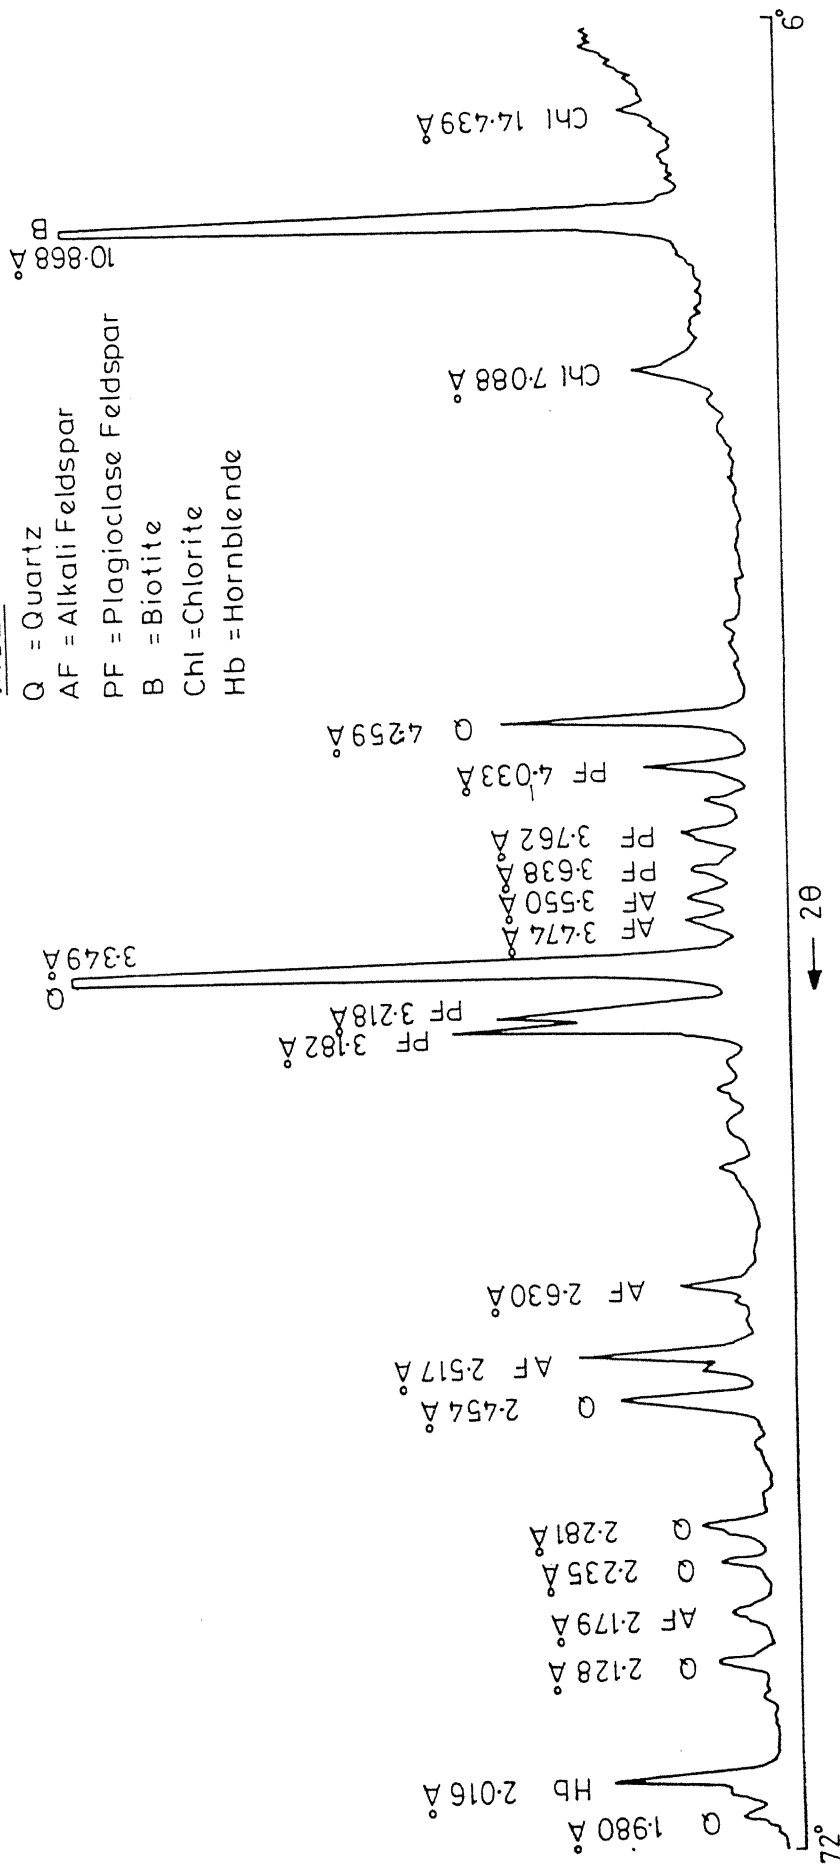 Q = Quartz
AF = Alkali Feldspar
PF = Plagioclase Feldspar
B = Biotite
Chl = Chlorite
Hb = Hornblende
6°
Chl 14.439 Å
B
10.868 Å
Chl 7.088 Å
Q 4.259 Å
PF 4.033 Å
PF 3.762 Å
PF 3.638 Å
AF 3.550 Å
AF 3.474 Å
Q 3.349 Å
PF 3.218 Å
PF 3.182 Å
2θ
AF 2.630 Å
AF 2.517 Å
Q 2.454 Å
Q 2.281 Å
Q 2.235 Å
AF 2.179 Å
Q 2.128 Å
Hb 2.016 Å
Q 1.980 Å
72°